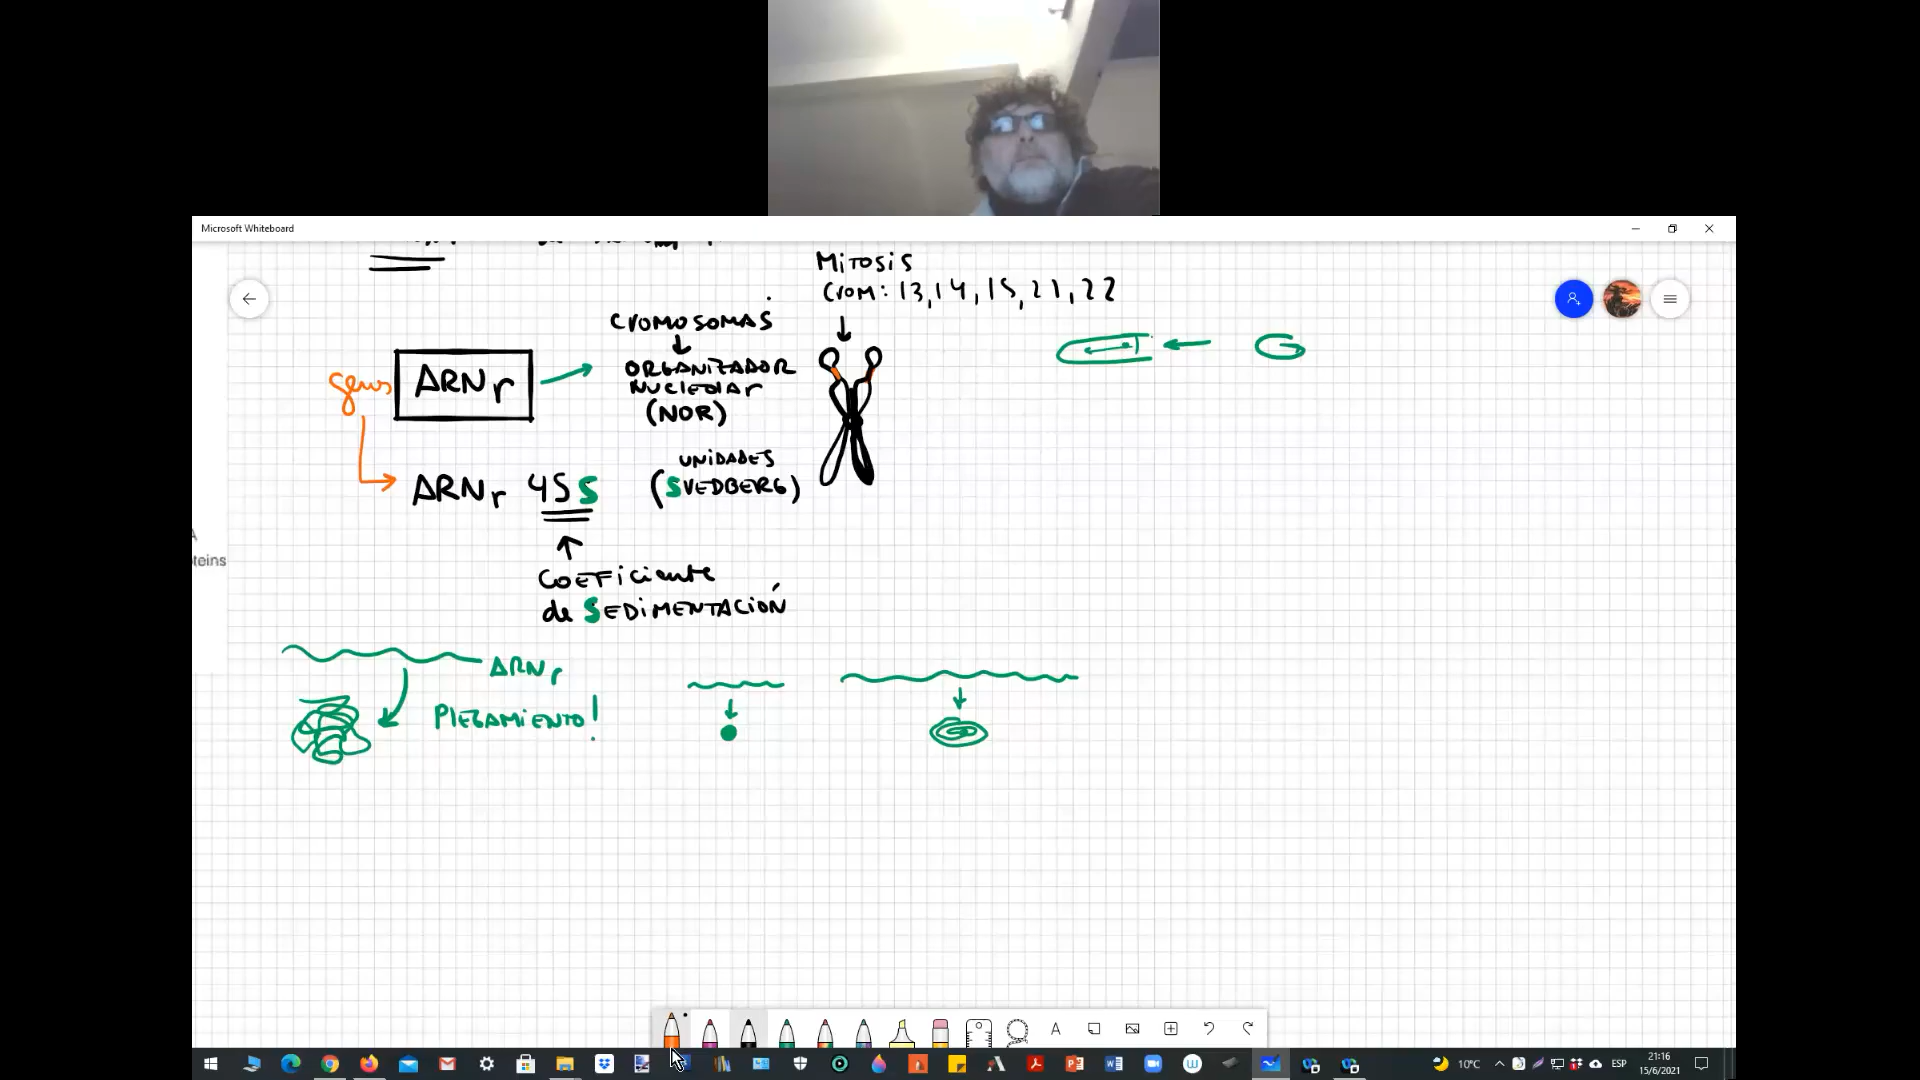 Microsoft Whiteboard
MITOSIS
CROM: 13, 14, 15, 21, 22
CROMOSOMAS
genes
ARNr
ORGANIZADOR
NUCLEOLAR
(NOR)
ARNr 45S
UNIDADES
(SVEDBERG)
teins
COEFICIENTE
de SEDIMENTACIÓN
ARNr
PLEGAMIENTO!
G
A
10°C
ESP
21:16
15/6/2021